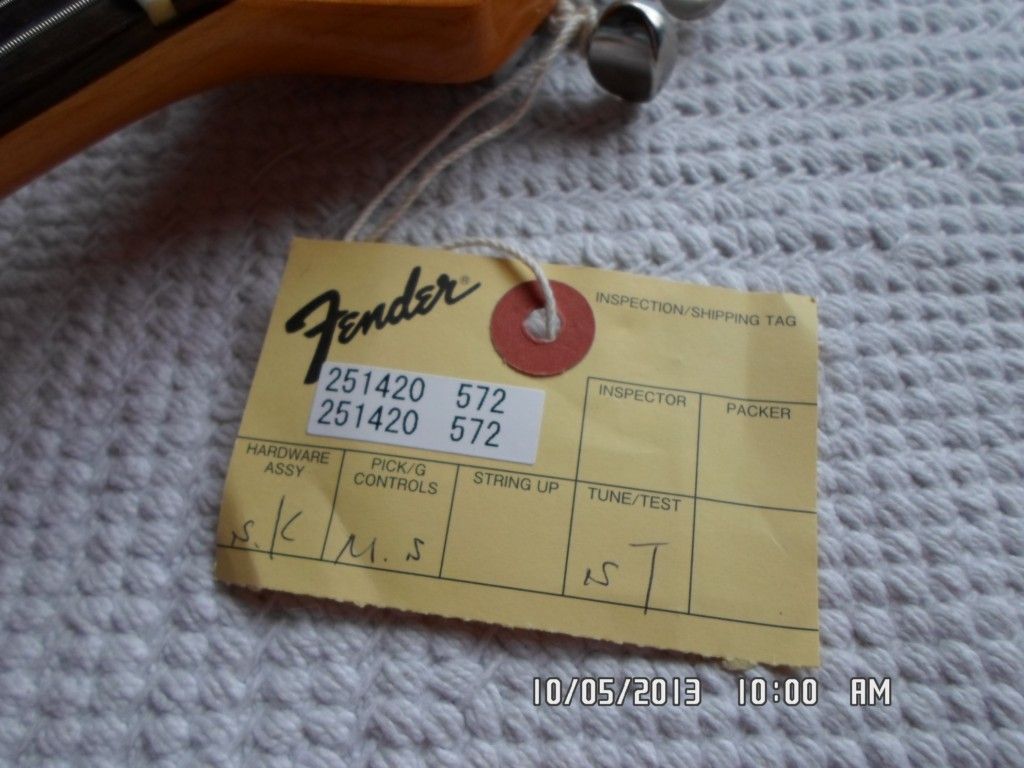 Fender®
INSPECTION/SHIPPING TAG
251420 572
251420 572
INSPECTOR
PACKER
HARDWARE
ASSY
PICK/G
CONTROLS
STRING UP
TUNE/TEST
S.K
M.S
S T
10/05/2013 10:00 AM